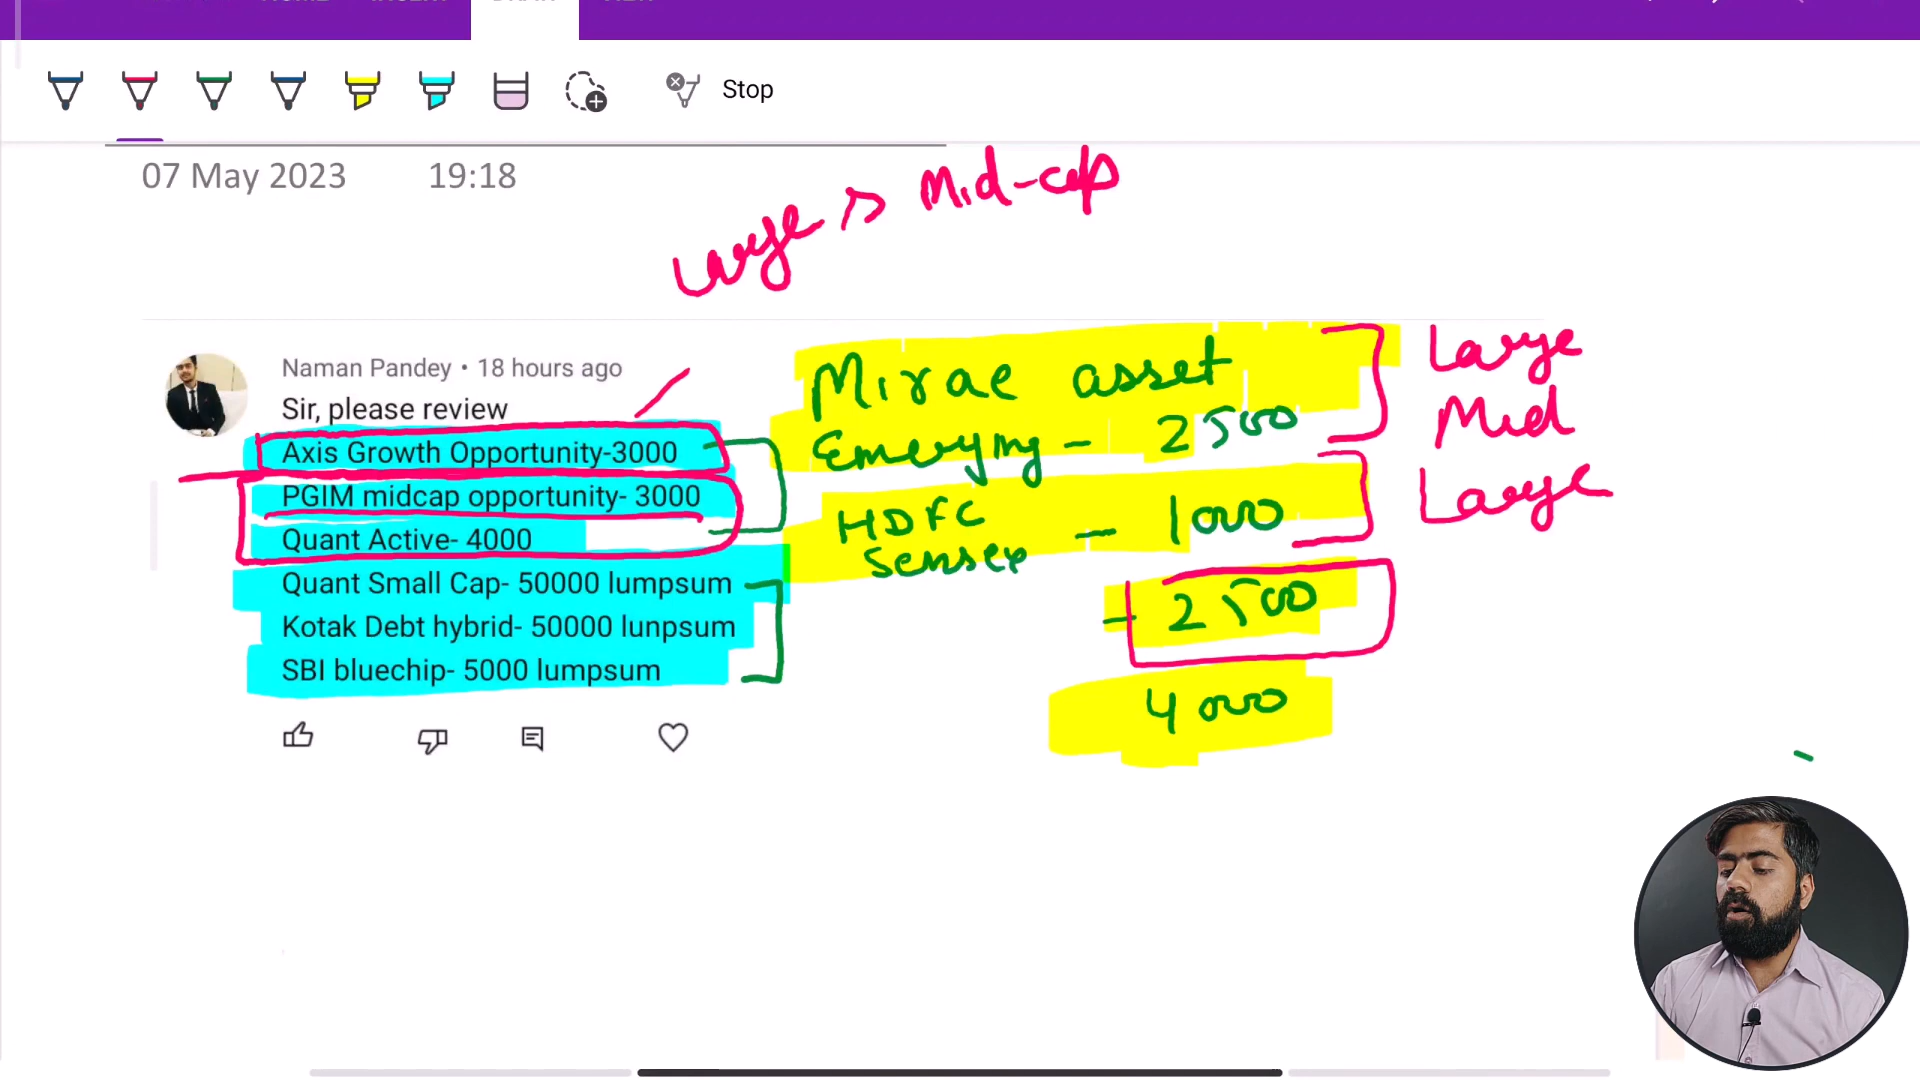 Stop
07 May 2023 19:18
Large & Mid-cap
Naman Pandey • 18 hours ago
Sir, please review
Axis Growth Opportunity-3000
PGIM midcap opportunity- 3000
Quant Active- 4000
Quant Small Cap- 50000 lumpsum
Kotak Debt hybrid- 50000 lunpsum
SBI bluechip- 5000 lumpsum
Mirae asset
Emerging - 2500
HDFC
Sensex - 1000
- 2500
4000
Large
Mid
Large